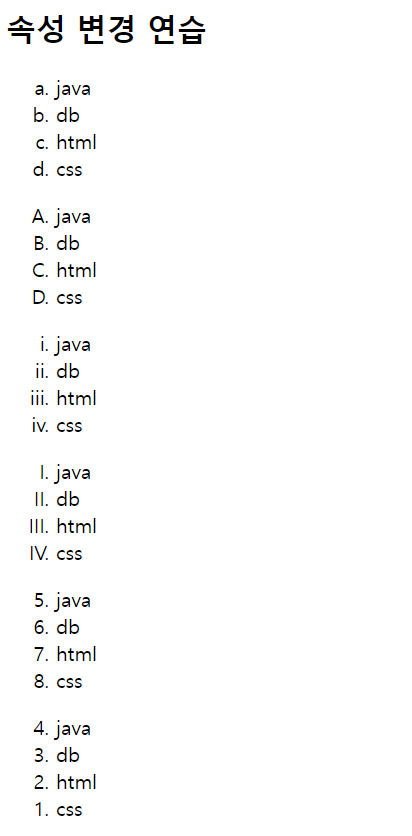 속성 변경 연습
a. java
b. db
c. html
d. css
A. java
B. db
C. html
D. css
i. java
ii. db
iii. html
iv. css
I. java
II. db
III. html
IV. css
5. java
6. db
7. html
8. css
4. java
3. db
2. html
1. css